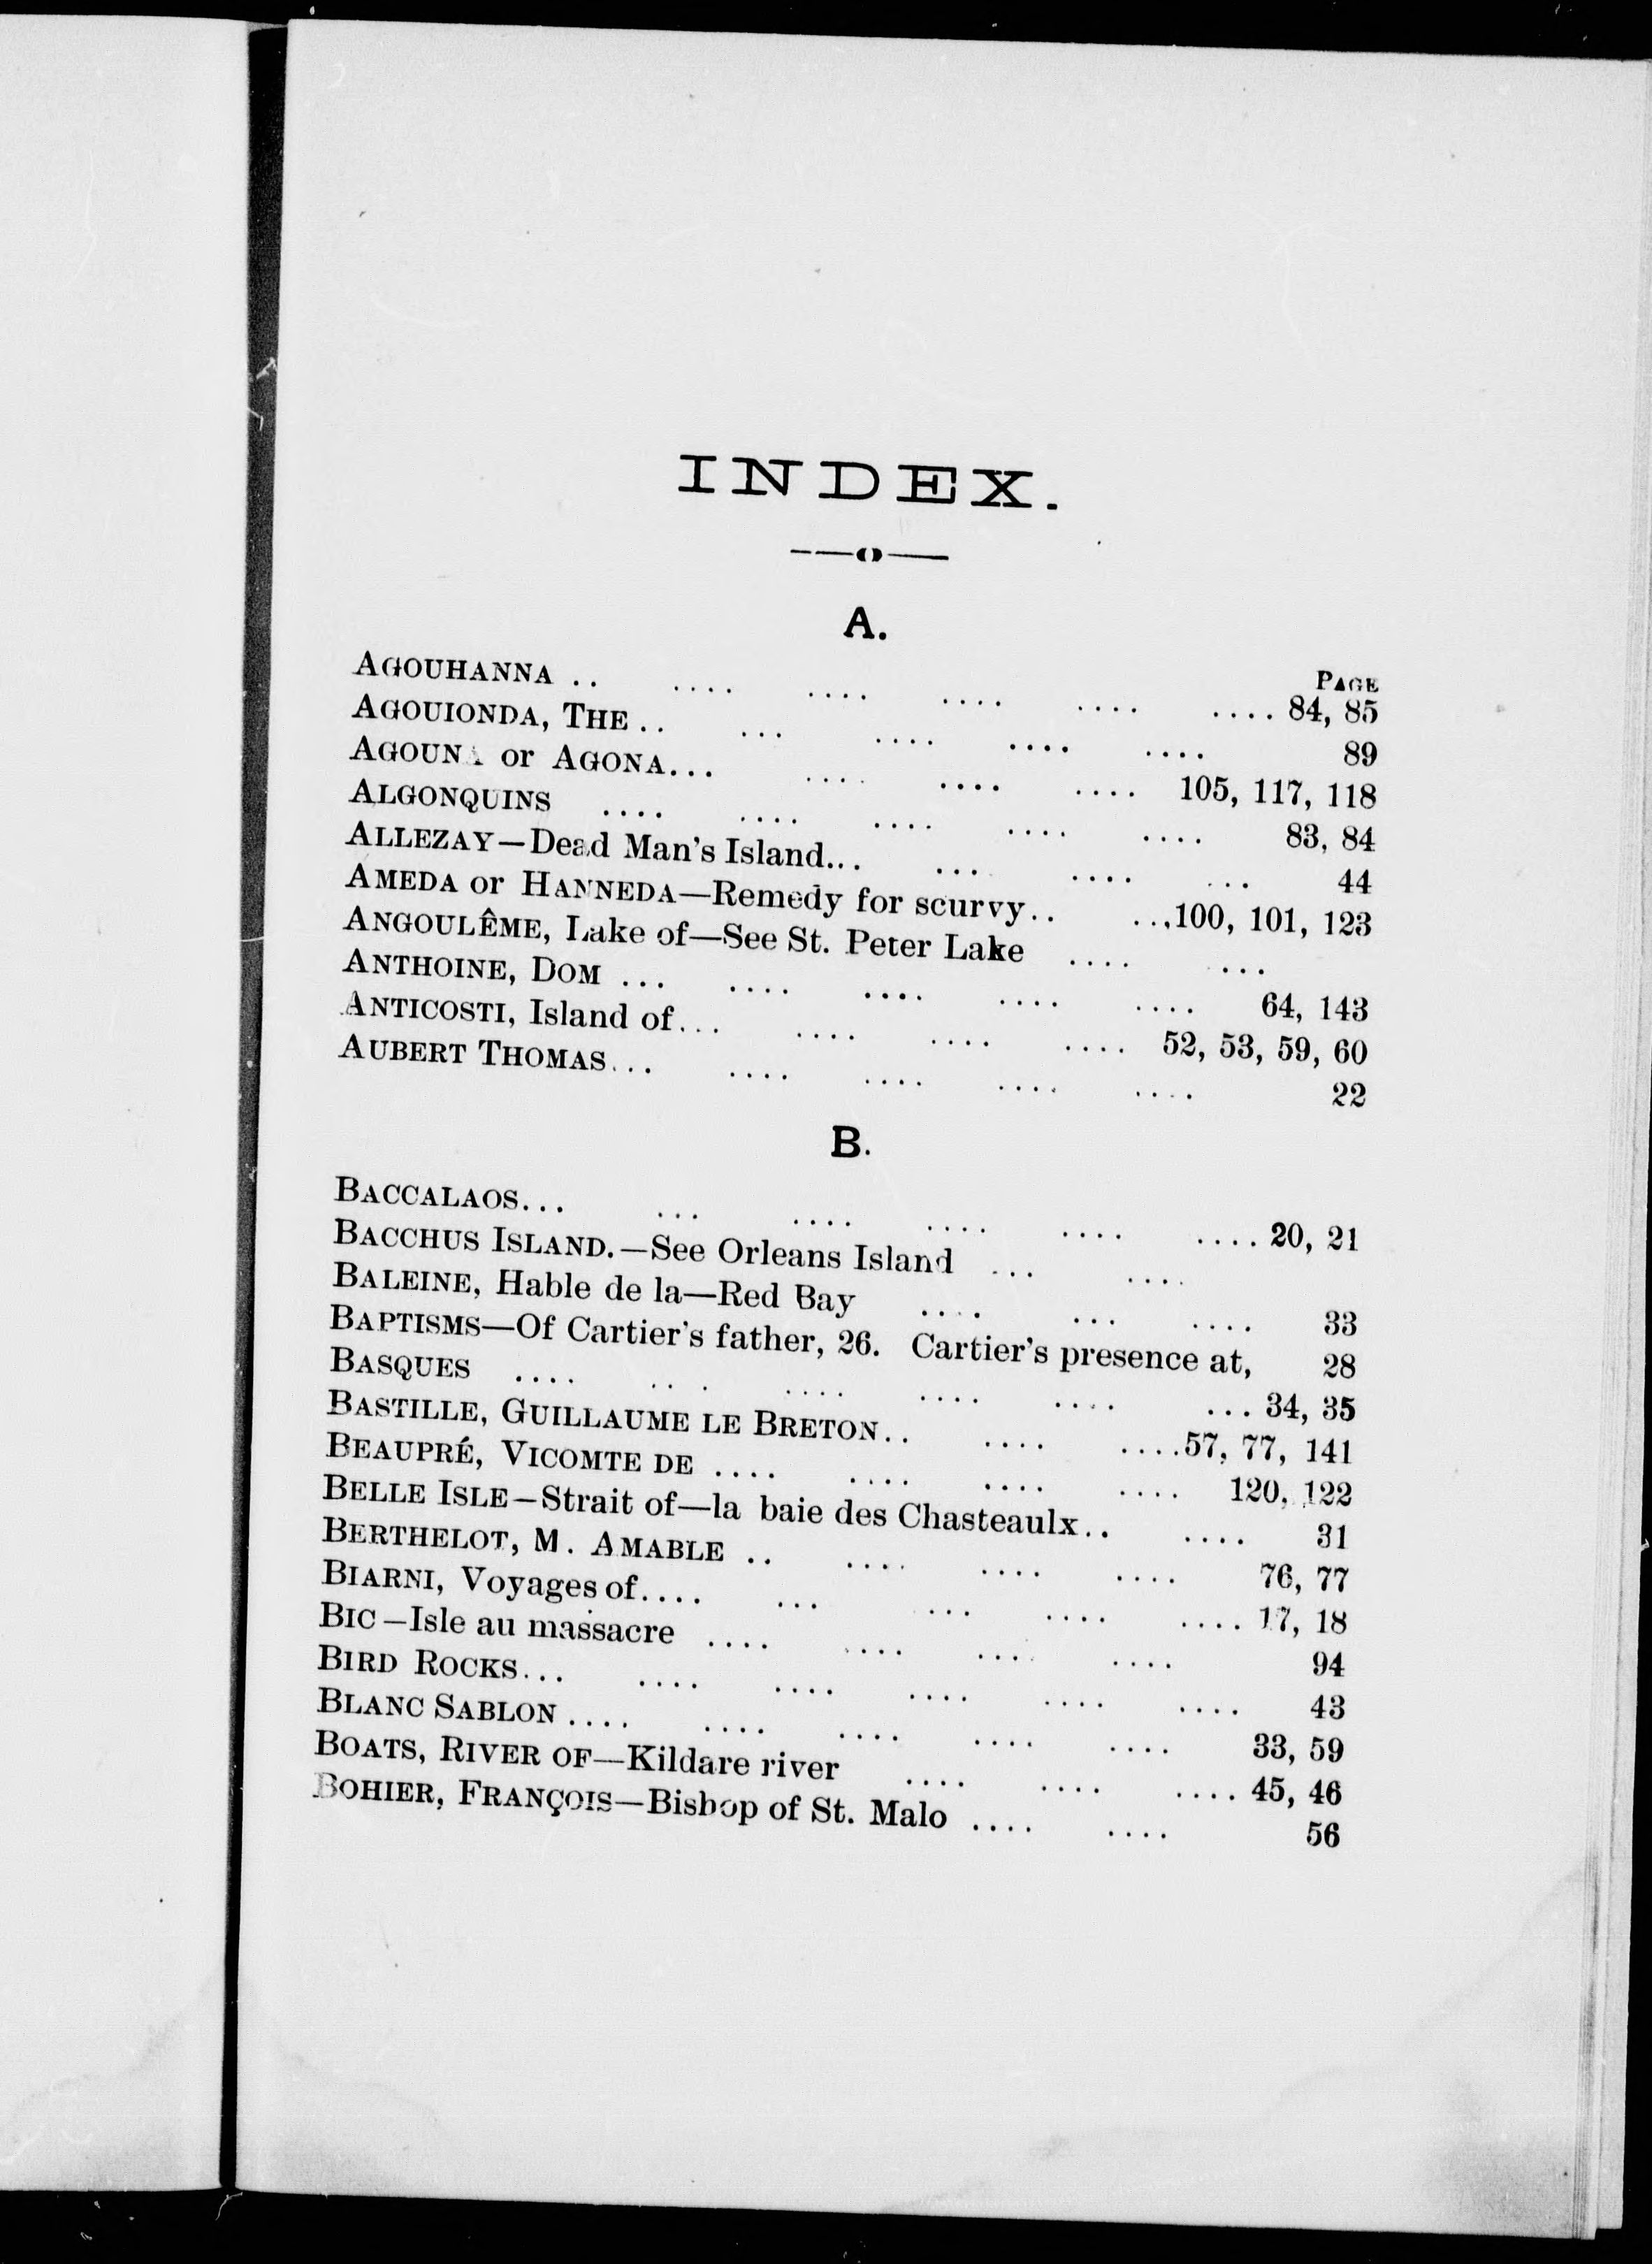 INDEX.
A.
PAGE
AGOUHANNA .. .... .... .... .... .... 84, 85
AGOUIONDA, THE .. ... .... .... .... 89
AGOUNA or AGONA... .... .... .... 105, 117, 118
ALGONQUINS .... .... .... .... .... 83, 84
ALLEZAY—Dead Man's Island... ... .... ... 44
AMEDA or HANNEDA—Remedy for scurvy.. ...100, 101, 123
ANGOULÊME, Lake of—See St. Peter Lake .... ...
ANTHOINE, DOM ... .... .... .... .... 64, 143
ANTICOSTI, Island of... .... .... .... 52, 53, 59, 60
AUBERT THOMAS... .... .... .... .... 22
B.
BACCALAOS... ... .... .... .... .... 20, 21
BACCHUS ISLAND.—See Orleans Island ... ....
BALEINE, Hable de la—Red Bay .... ... .... 33
BAPTISMS—Of Cartier's father, 26. Cartier's presence at, 28
BASQUES .... ... .... .... .... ... 34, 35
BASTILLE, GUILLAUME LE BRETON.. .... ....57, 77, 141
BEAUPRÉ, VICOMTE DE .... .... .... .... 120, 122
BELLE ISLE—Strait of—la baie des Chasteaulx.. .... 31
BERTHELOT, M. AMABLE .. .... .... .... 76, 77
BIARNI, Voyages of.... ... ... .... .... 17, 18
BIC—Isle au massacre .... .... .... .... 94
BIRD ROCKS... .... .... .... .... .... 43
BLANC SABLON .... .... .... .... .... 33, 59
BOATS, RIVER OF—Kildare river .... .... .... 45, 46
BOHIER, FRANÇOIS—Bishop of St. Malo .... .... 56